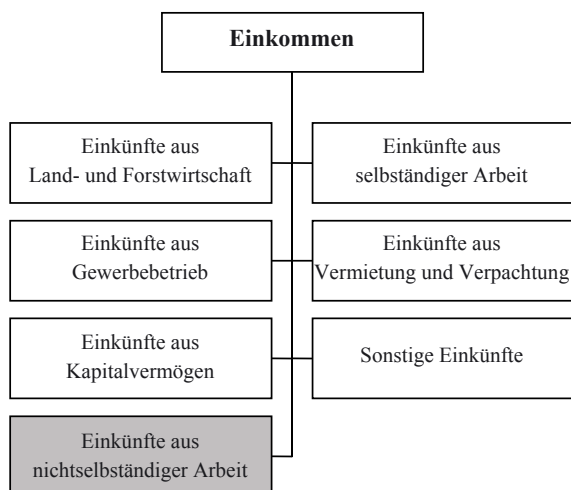 Einkommen
Einkünfte aus
Land- und Forstwirtschaft
Einkünfte aus
selbständiger Arbeit
Einkünfte aus
Gewerbebetrieb
Einkünfte aus
Vermietung und Verpachtung
Einkünfte aus
Kapitalvermögen
Sonstige Einkünfte
Einkünfte aus
nichtselbständiger Arbeit